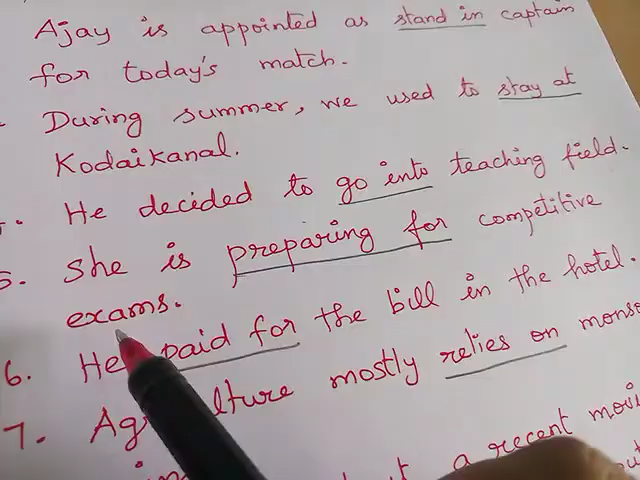 Ajay is appointed as stand in captain
for today's match.
During summer, we used to stay at
Kodaikanal.
He decided to go into teaching field.
5. She is preparing for competitive
exams.
6. He paid for the bill in the hotel.
7. mostly relies on
a recent